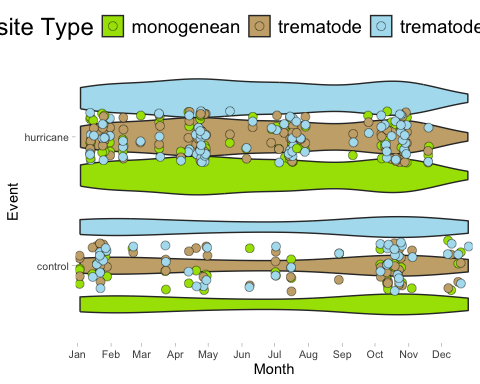 site Type monogenean trematode trematode
hurricane
Event
control
Jan Feb Mar Apr May Jun Jul Aug Sep Oct Nov Dec
Month